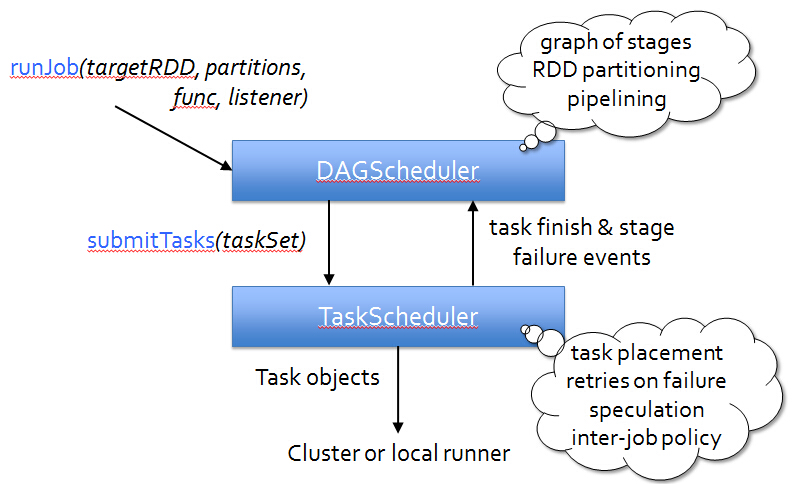 runJob(targetRDD, partitions,
func, listener)
graph of stages
RDD partitioning
pipelining
DAGScheduler
submitTasks(taskSet)
task finish & stage
failure events
TaskScheduler
Task objects
task placement
retries on failure
speculation
inter-job policy
Cluster or local runner